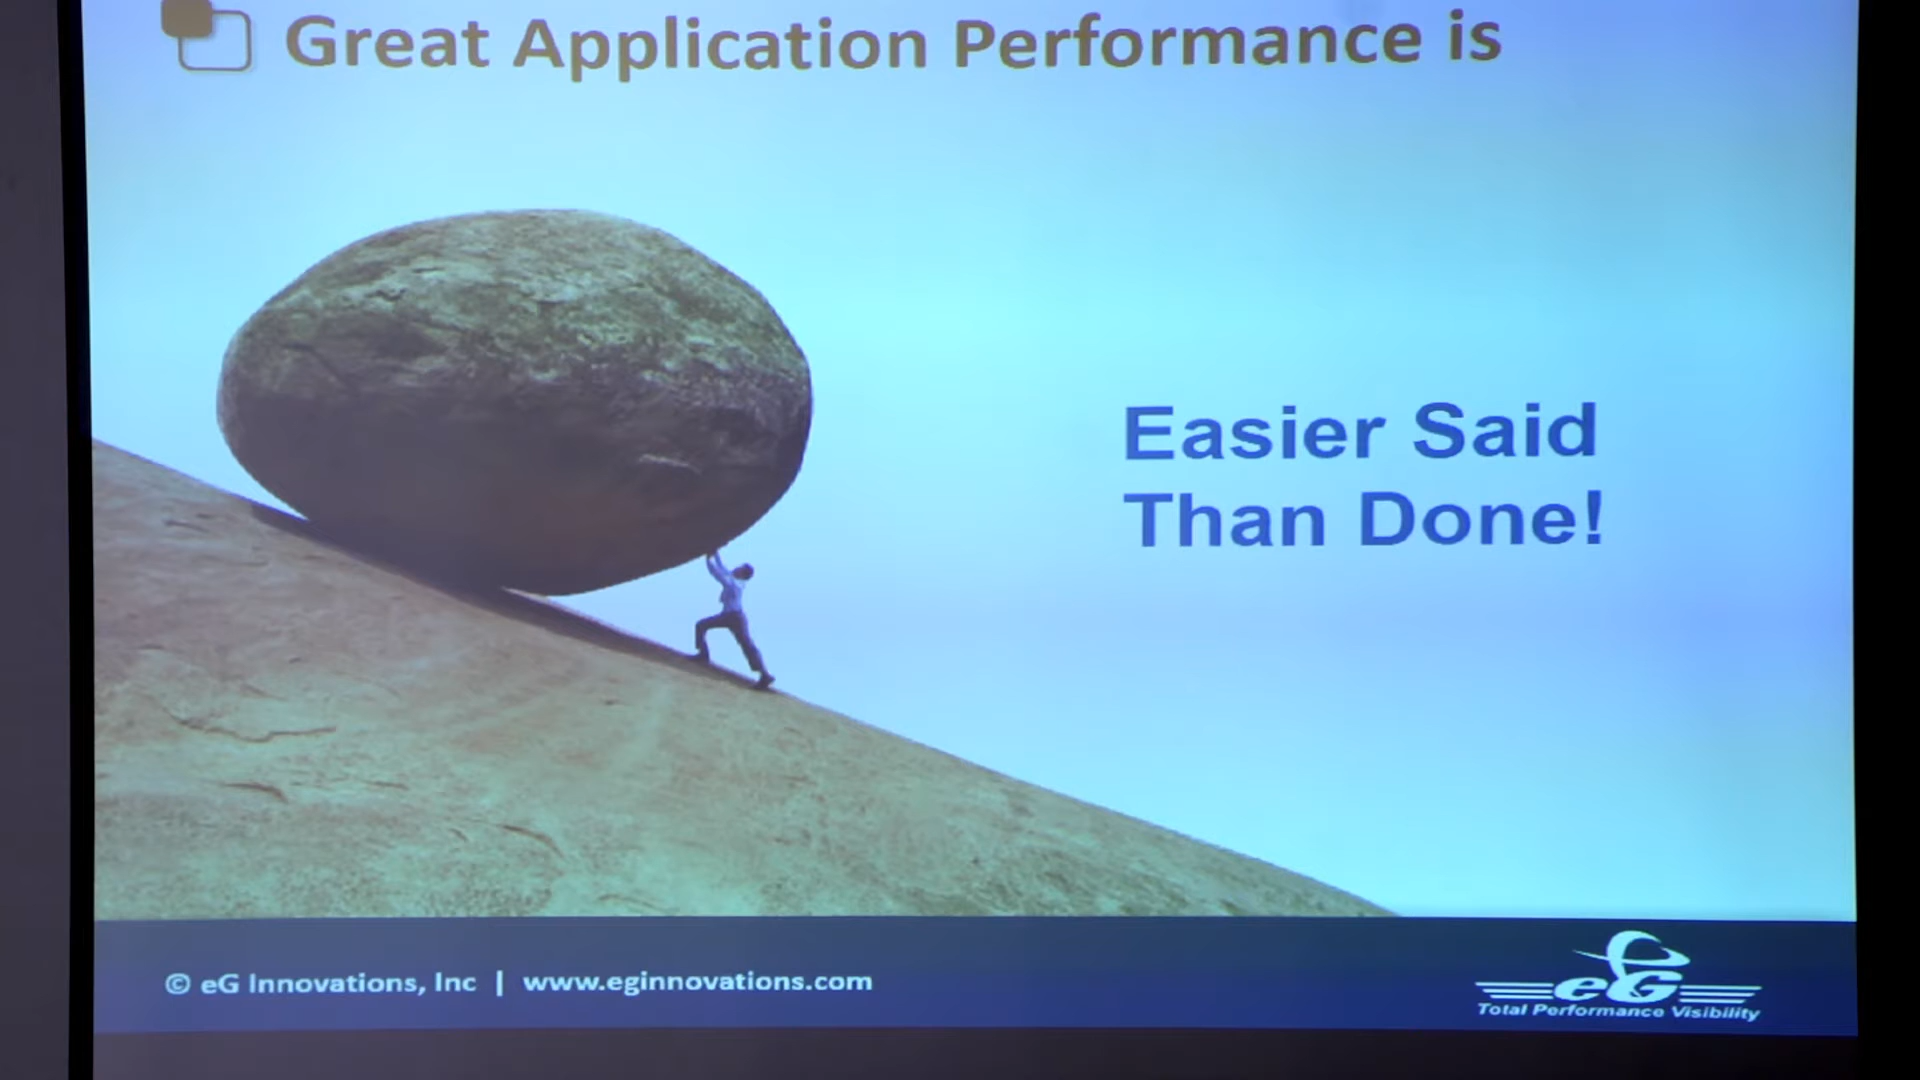 Great Application Performance is
Easier Said
Than Done!
© eG Innovations, Inc | www.eginnovations.com
eG
Total Performance Visibility